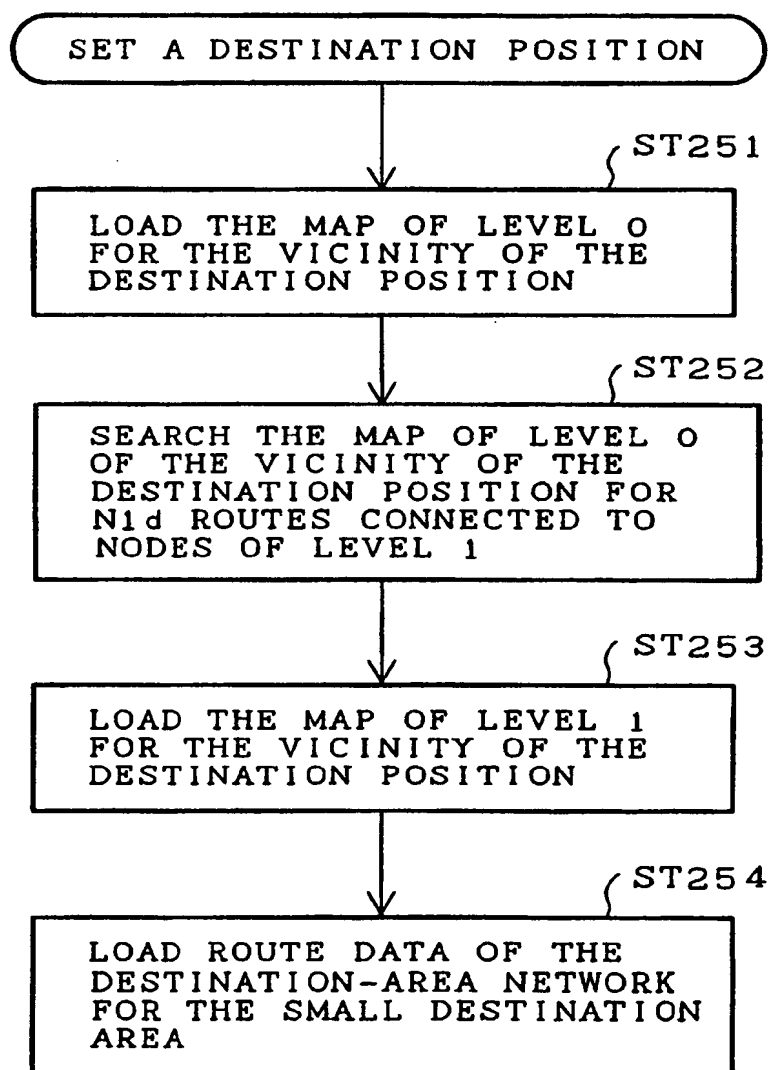 SET A DESTINATION POSITION
ST251
LOAD THE MAP OF LEVEL 0
FOR THE VICINITY OF THE
DESTINATION POSITION
ST252
SEARCH THE MAP OF LEVEL 0
OF THE VICINITY OF THE
DESTINATION POSITION FOR
N1d ROUTES CONNECTED TO
NODES OF LEVEL 1
ST253
LOAD THE MAP OF LEVEL 1
FOR THE VICINITY OF THE
DESTINATION POSITION
ST254
LOAD ROUTE DATA OF THE
DESTINATION-AREA NETWORK
FOR THE SMALL DESTINATION
AREA